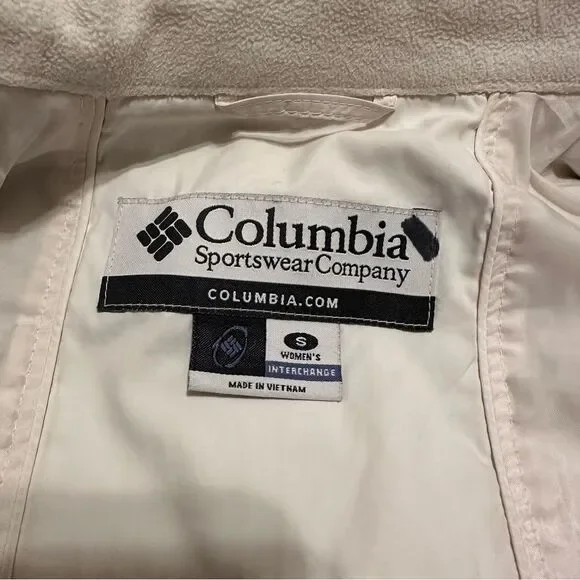 Columbia
Sportswear Company
COLUMBIA.COM
S
WOMEN'S
INTERCHANGE
MADE IN VIETNAM